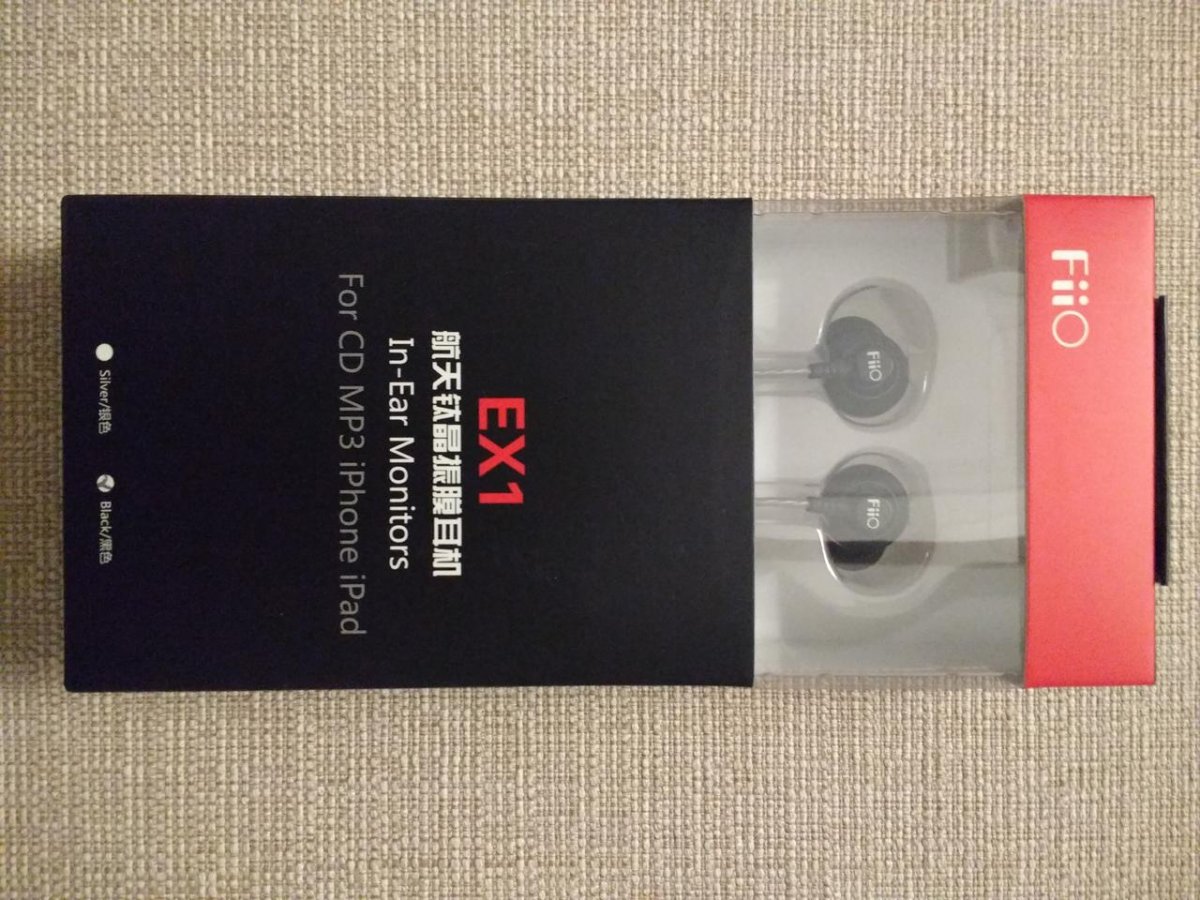 FiiO
FiiO
FiiO
EX1
航天钛晶振膜耳机
In-Ear Monitors
For CD MP3 iPhone iPad
Silver/银色
Black/黑色